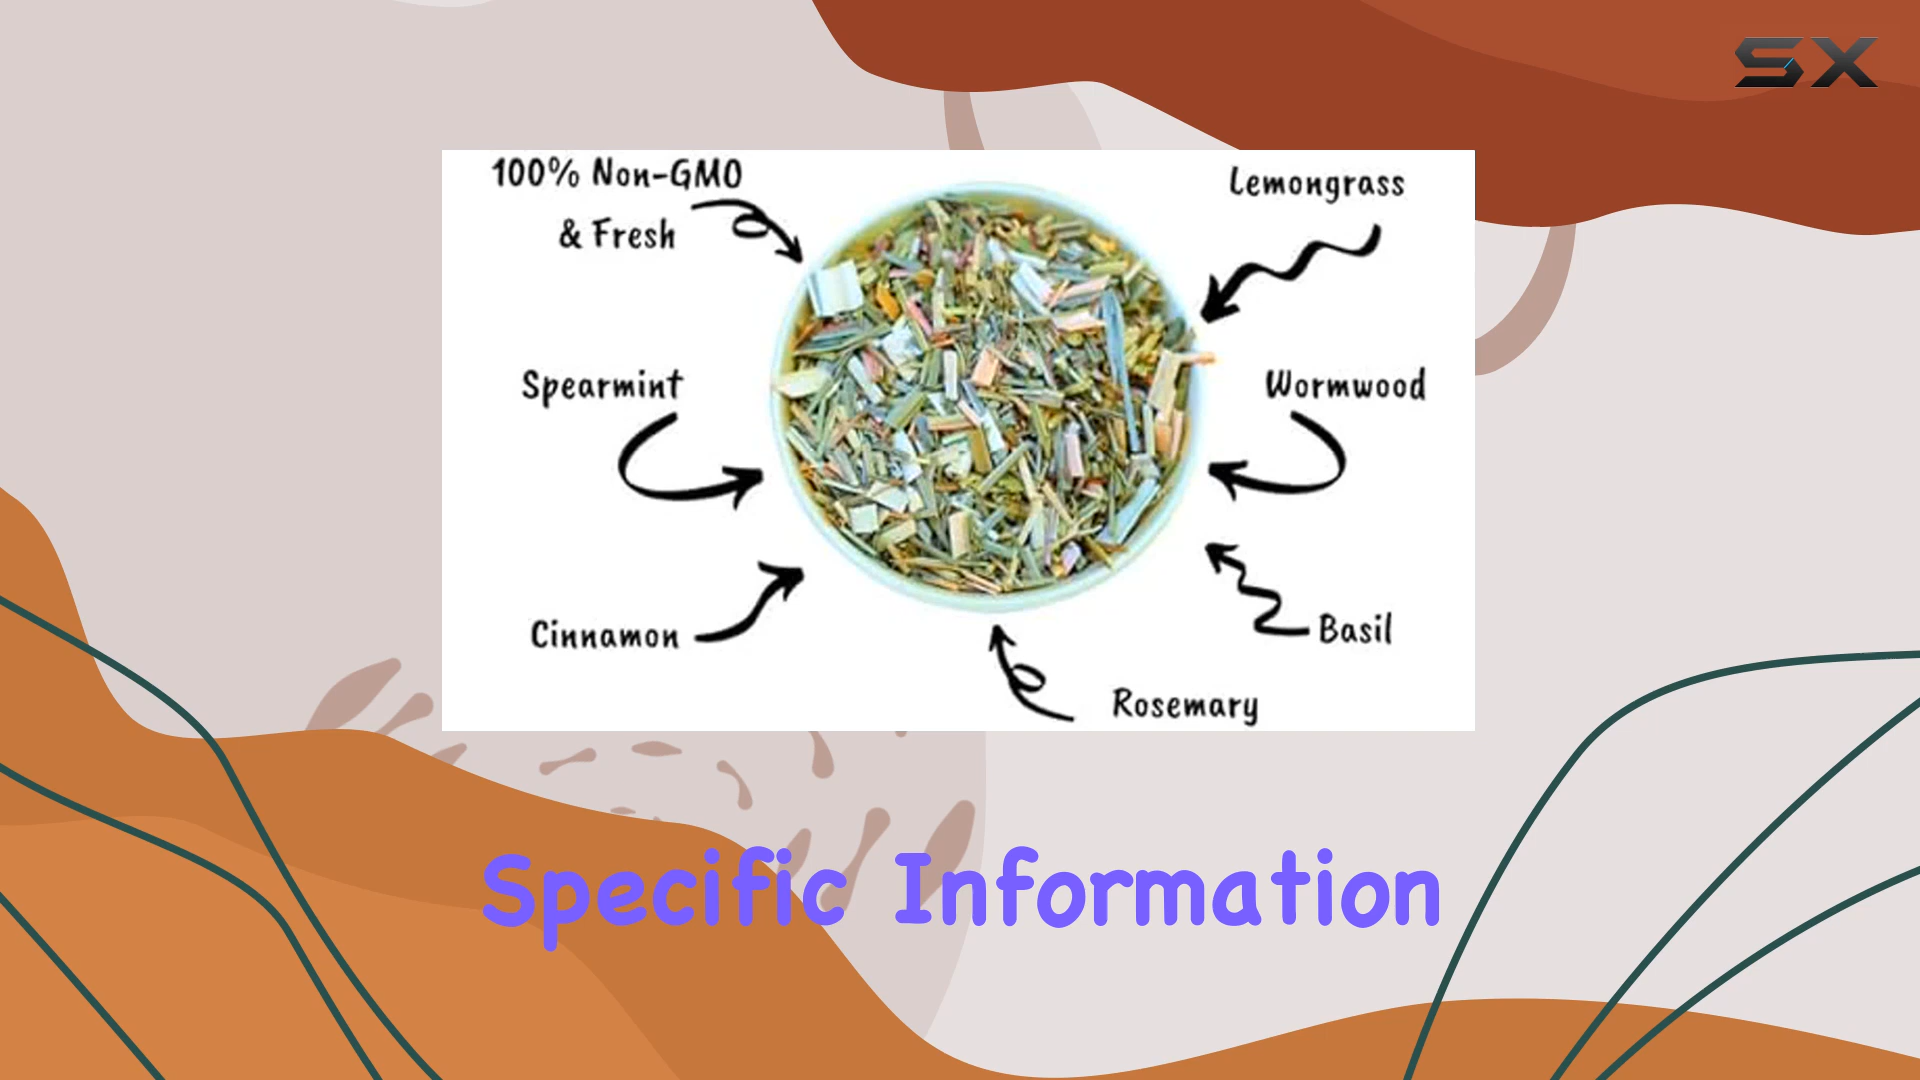 SX
100% Non-GMO
& Fresh
Lemongrass
Spearmint
Wormwood
Cinnamon
Basil
Rosemary
Specific Information